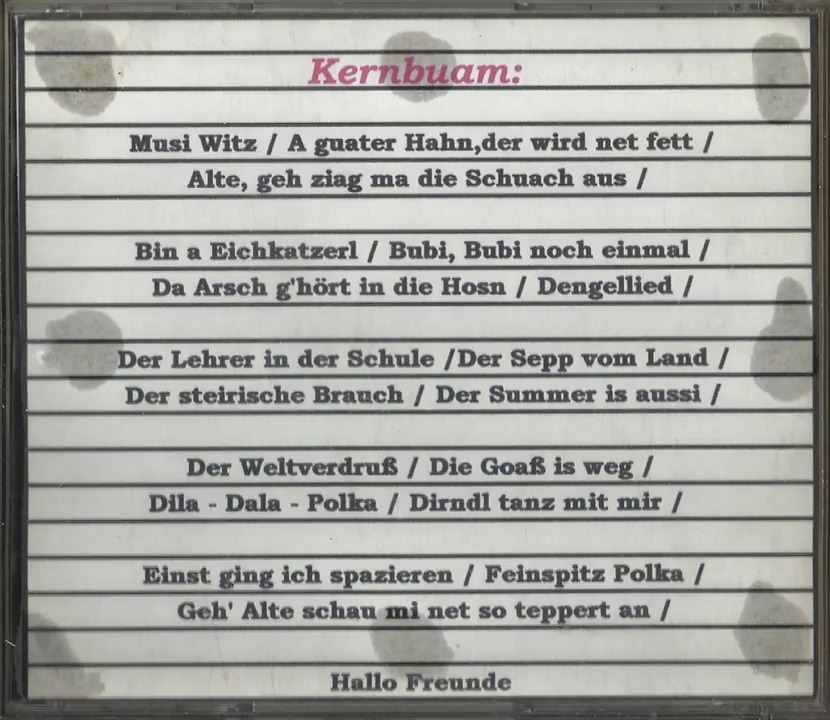 Kernbuam:
Musi Witz / A guater Hahn,der wird net fett /
Alte, geh ziag ma die Schuach aus /
Bin a Eichkatzerl / Bubi, Bubi noch einmal /
Da Arsch g'hört in die Hosn / Dengellied /
Der Lehrer in der Schule /Der Sepp vom Land /
Der steirische Brauch / Der Summer is aussi /
Der Weltverdruß / Die Goaß is weg /
Dila - Dala - Polka / Dirndl tanz mit mir /
Einst ging ich spazieren / Feinspitz Polka /
Geh' Alte schau mi net so teppert an /
Hallo Freunde